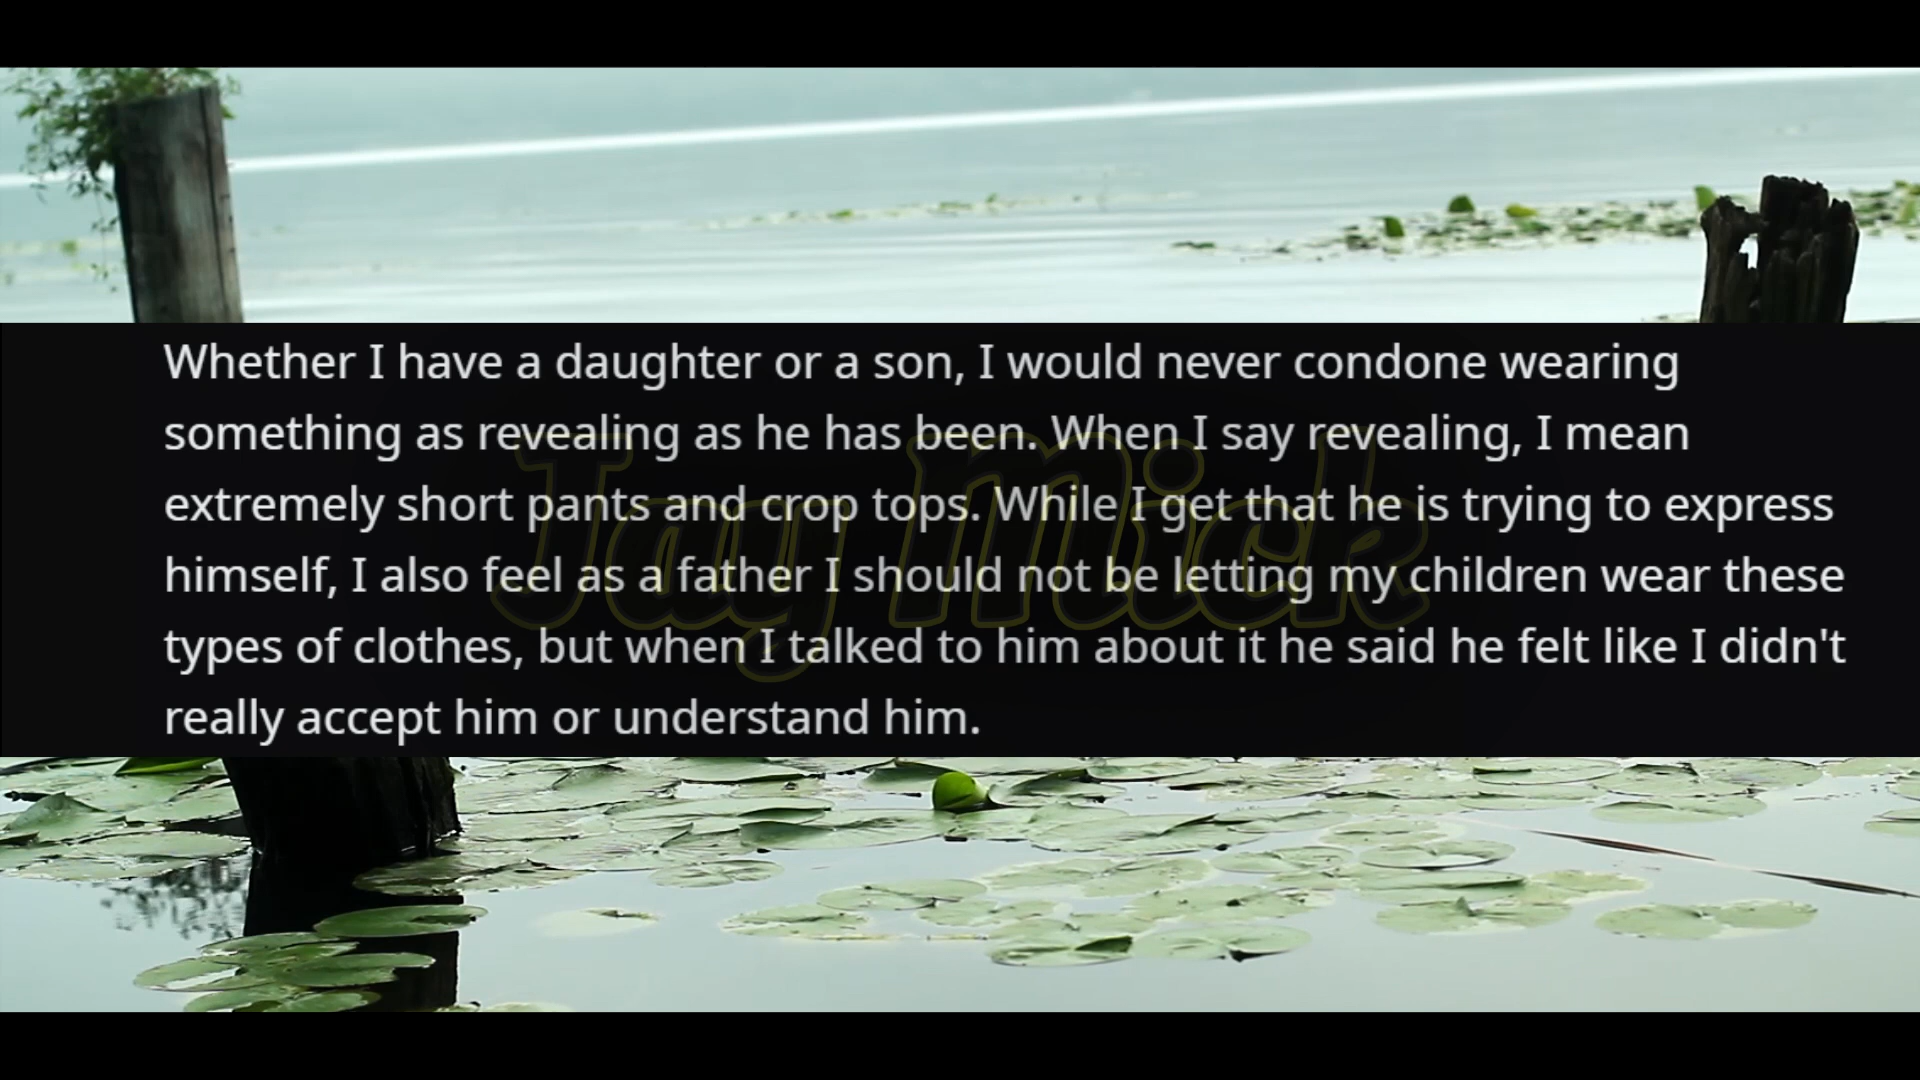 Whether I have a daughter or a son, I would never condone wearing
something as revealing as he has been. When I say revealing, I mean
extremely short pants and crop tops. While I get that he is trying to express
himself, I also feel as a father I should not be letting my children wear these
types of clothes, but when I talked to him about it he said he felt like I didn't
really accept him or understand him.
Jay Mick